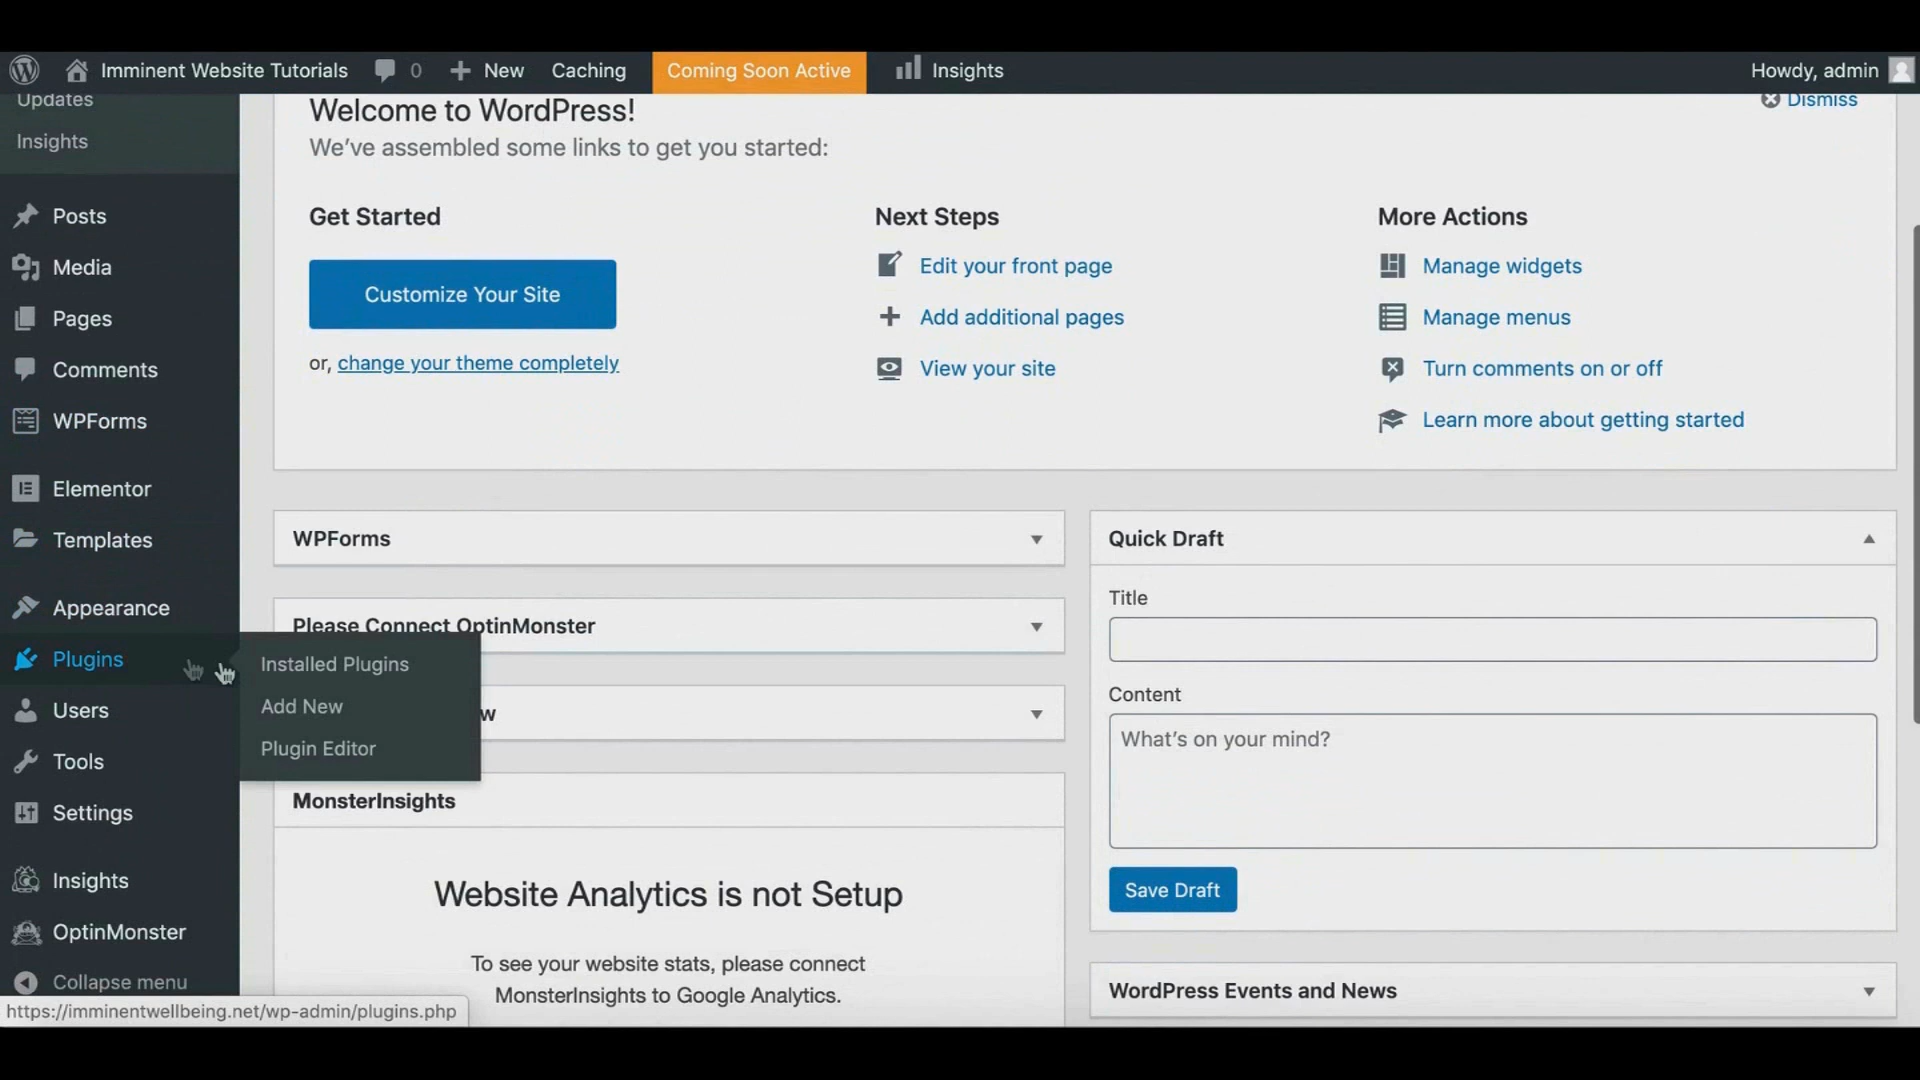 Imminent Website Tutorials 0 New Caching Coming Soon Active Insights Howdy, admin
Updates
Insights
Posts
Media
Pages
Comments
WPForms
Elementor
Templates
Appearance
Plugins
Users
Tools
Settings
Insights
OptinMonster
Collapse menu
Installed Plugins
Add New
Plugin Editor
Welcome to WordPress!
Dismiss
We've assembled some links to get you started:
Get Started
Customize Your Site
or, change your theme completely
Next Steps
Edit your front page
Add additional pages
View your site
More Actions
Manage widgets
Manage menus
Turn comments on or off
Learn more about getting started
WPForms
Please Connect OptinMonster
w
MonsterInsights
Website Analytics is not Setup
To see your website stats, please connect
MonsterInsights to Google Analytics.
Quick Draft
Title
Content
What's on your mind?
Save Draft
WordPress Events and News
https://imminentwellbeing.net/wp-admin/plugins.php